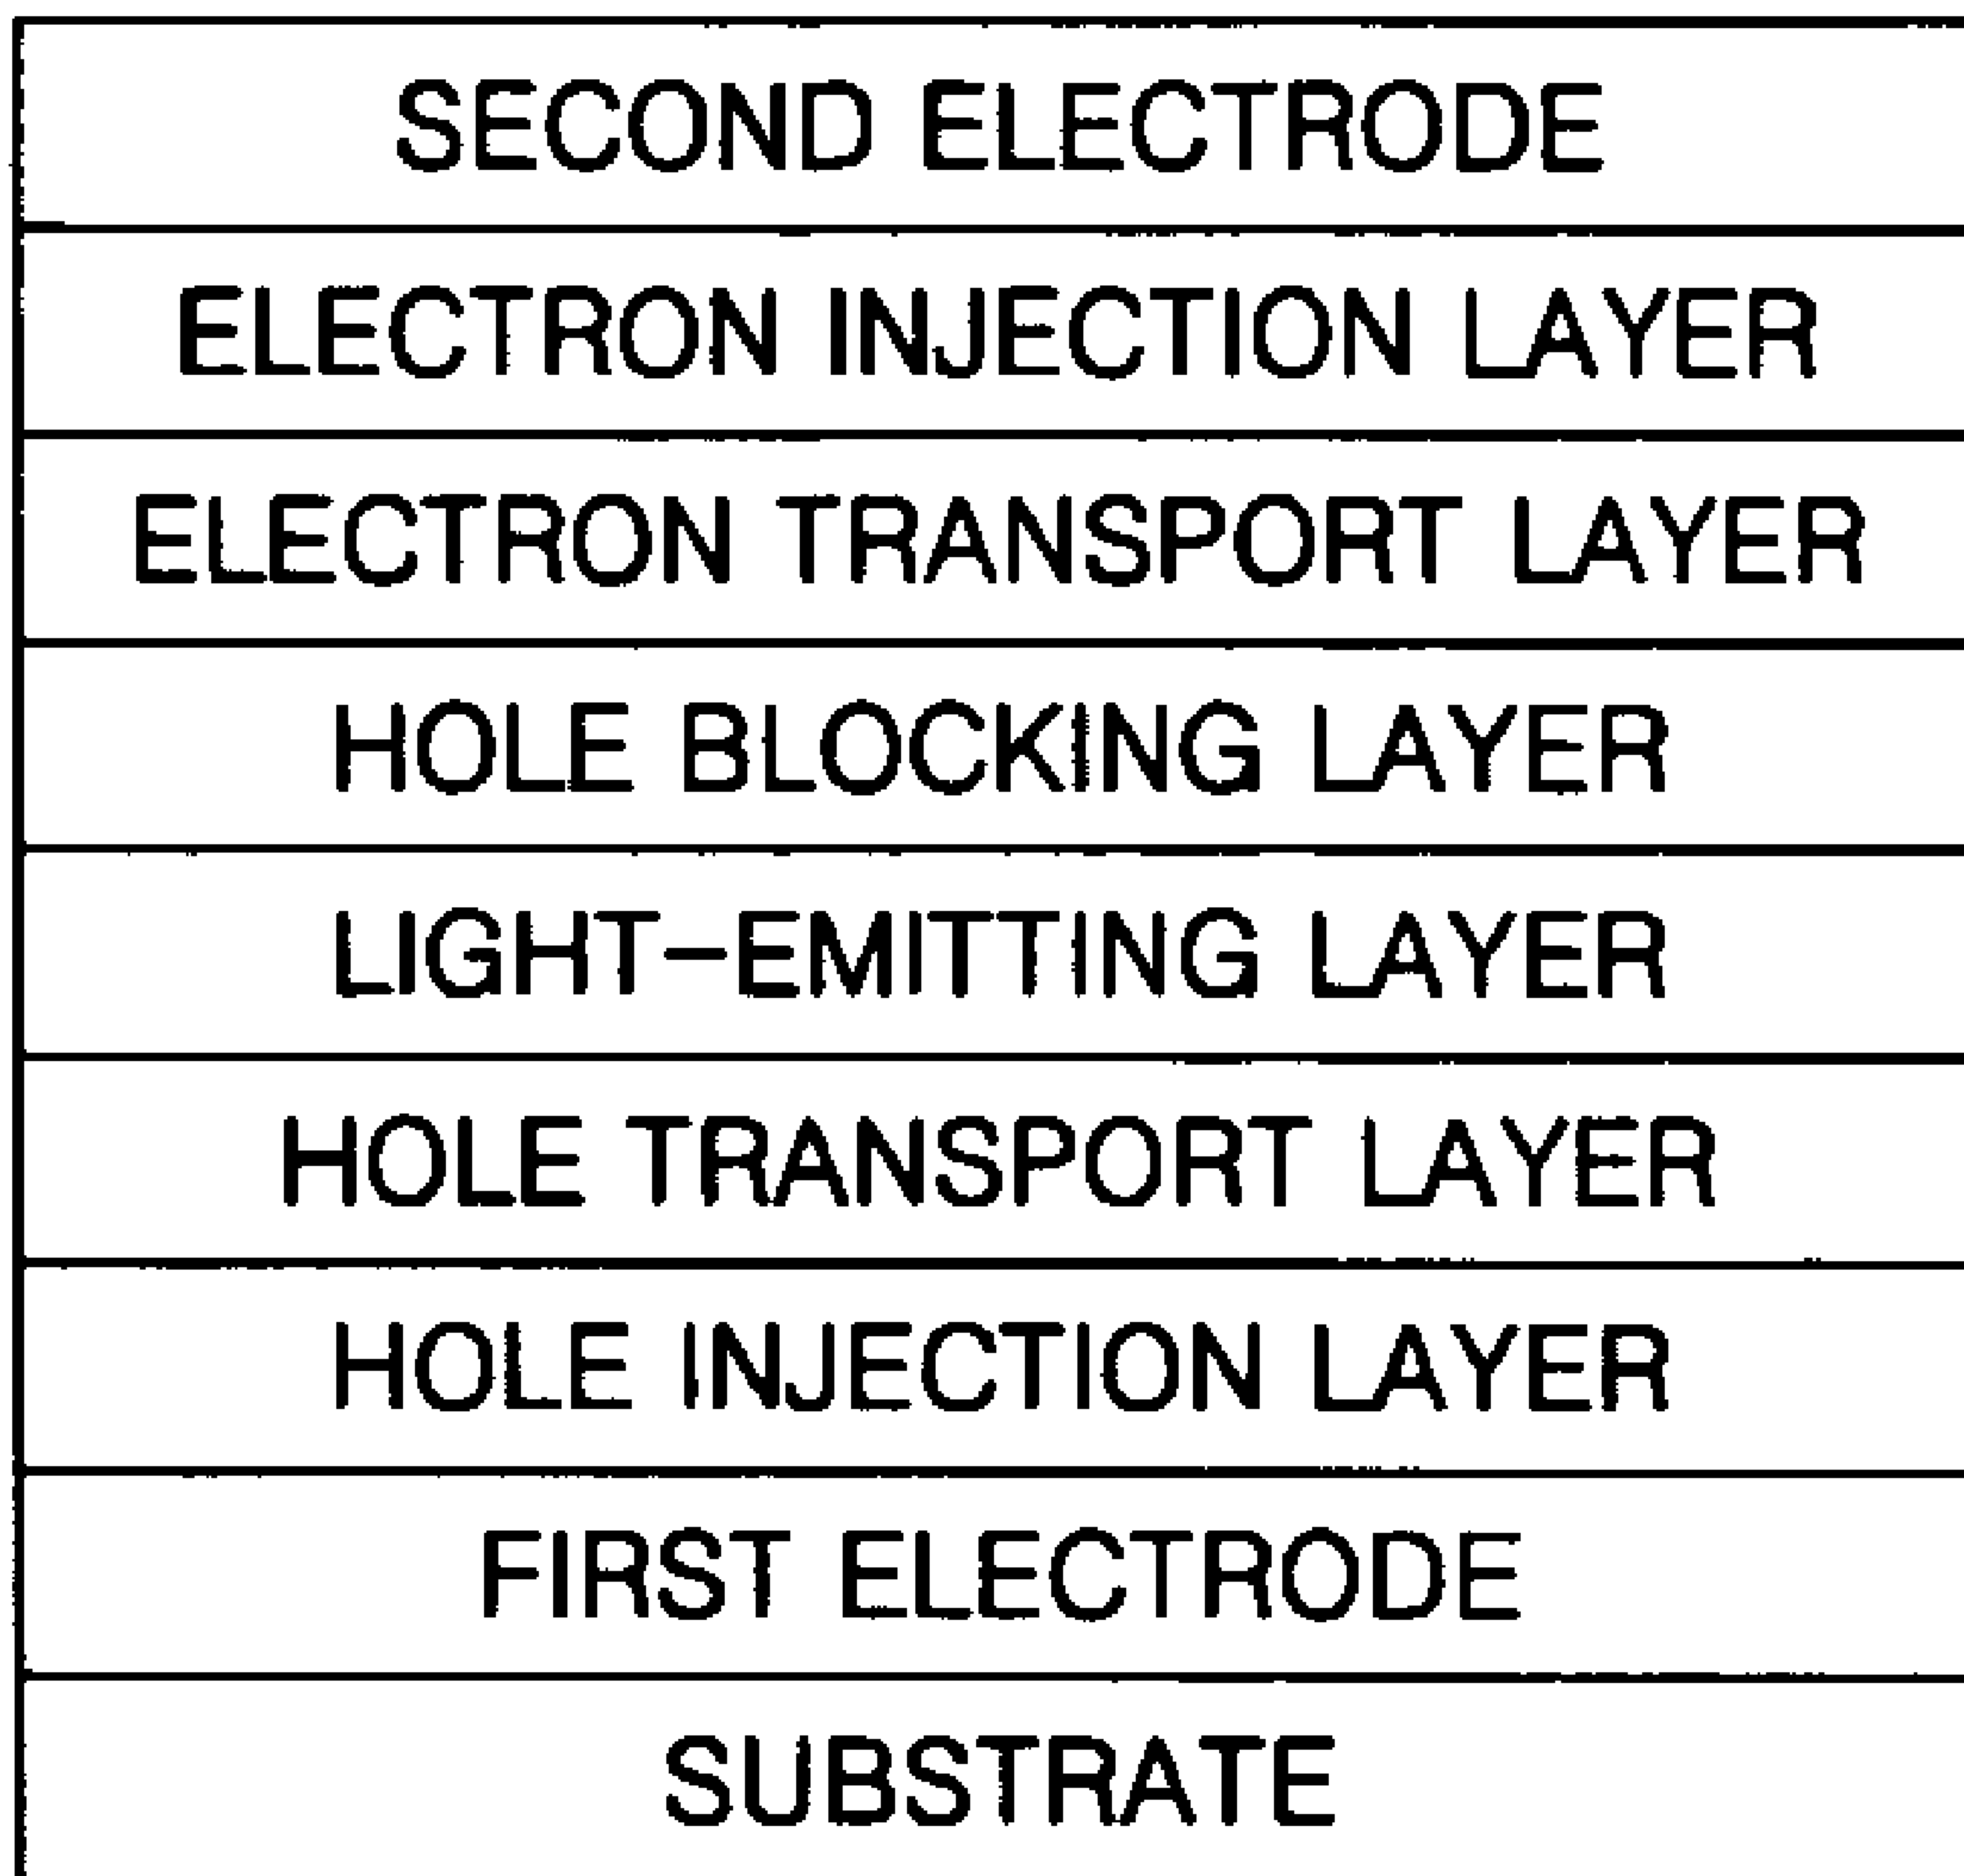 SECOND ELECTRODE
ELECTRON INJECTION LAYER
ELECTRON TRANSPORT LAYER
HOLE BLOCKING LAYER
LIGHT-EMITTING LAYER
HOLE TRANSPORT LAYER
HOLE INJECTION LAYER
FIRST ELECTRODE
SUBSTRATE